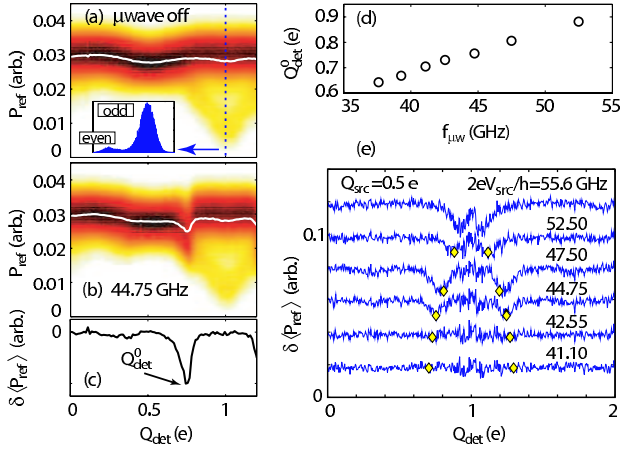 (a) μwave off
P_ref (arb.)
0.04
0.03
0.02
0.01
0
odd
even
P_ref (arb.)
0.04
0.03
0.02
0.01
0
(b) 44.75 GHz
δ⟨P_ref⟩ (arb.)
0
Q^0_det
(c)
0 0.5 1
Q_det (e)
(d)
Q^0_det (e)
0.9
0.8
0.7
0.6
35 45 55
f_μw (GHz)
(e)
Q_src = 0.5 e 2eV_src/h=55.6 GHz
52.50
47.50
44.75
42.55
41.10
δ⟨P_ref⟩ (arb.)
0.1
0
0 1 2
Q_det (e)